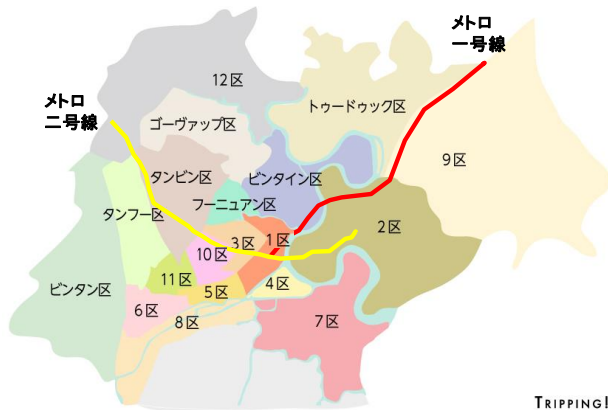 メトロ
一号線
12区
トゥードゥック区
メトロ
二号線
ゴーヴァップ区
9区
タンビン区
ビンタイン区
フーニュアン区
タンフー区
2区
3区
1区
10区
11区
ビンタン区
5区
4区
6区
8区
7区
TRIPPING!